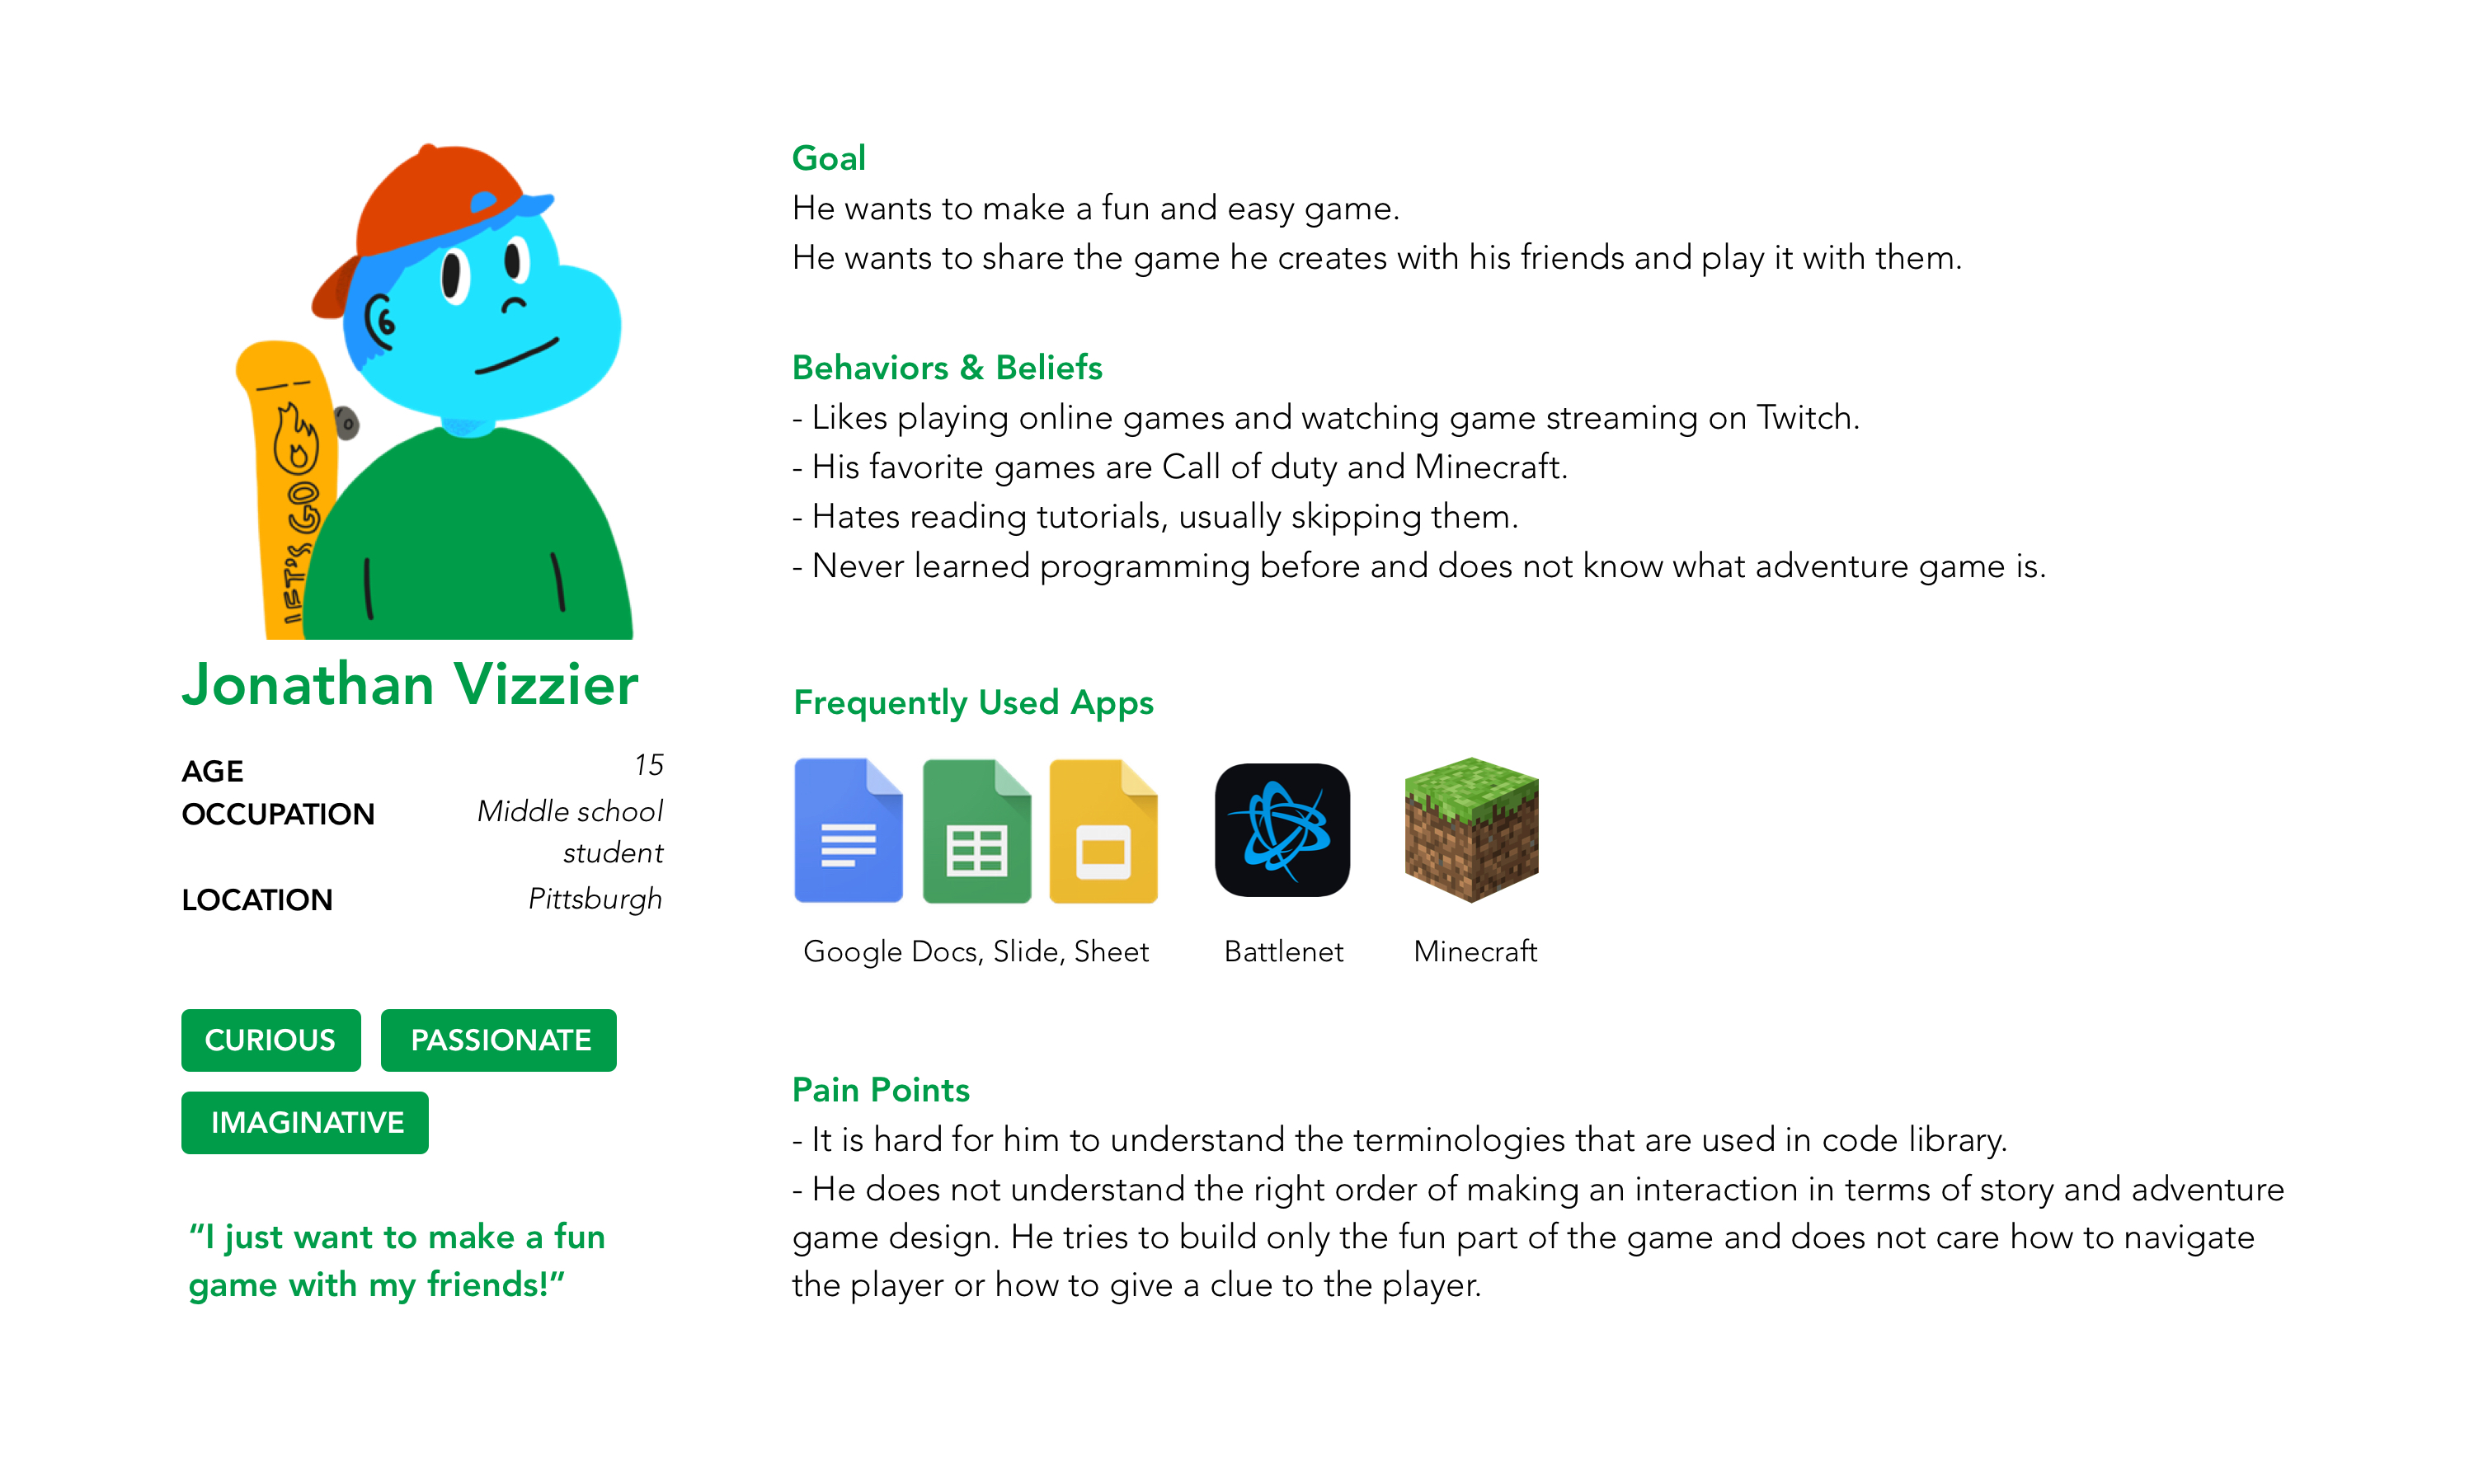 LET'S GO
Jonathan Vizzier
AGE 15
OCCUPATION Middle school
student
LOCATION Pittsburgh
CURIOUS PASSIONATE
IMAGINATIVE
“I just want to make a fun
game with my friends!”
Goal
He wants to make a fun and easy game.
He wants to share the game he creates with his friends and play it with them.
Behaviors & Beliefs
- Likes playing online games and watching game streaming on Twitch.
- His favorite games are Call of duty and Minecraft.
- Hates reading tutorials, usually skipping them.
- Never learned programming before and does not know what adventure game is.
Frequently Used Apps
Google Docs, Slide, Sheet Battlenet Minecraft
Pain Points
- It is hard for him to understand the terminologies that are used in code library.
- He does not understand the right order of making an interaction in terms of story and adventure
game design. He tries to build only the fun part of the game and does not care how to navigate
the player or how to give a clue to the player.